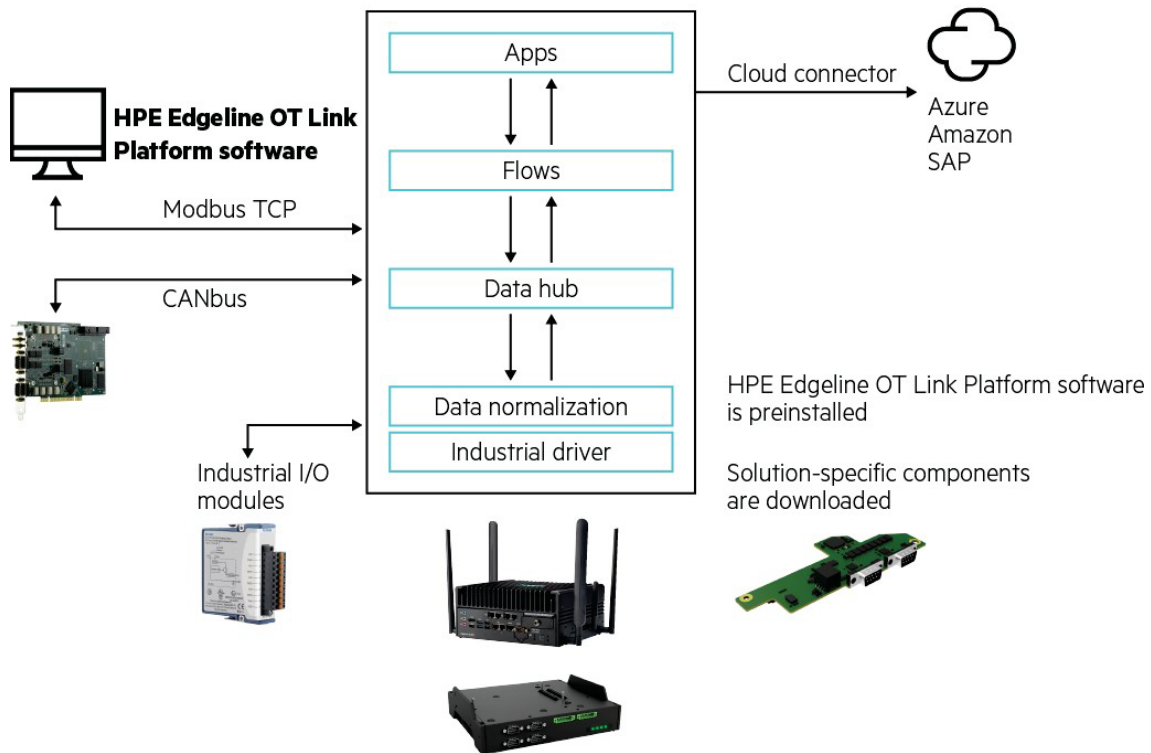 Apps
Cloud connector
Azure
Amazon
SAP
HPE Edgeline OT Link
Platform software
Flows
Modbus TCP
CANbus
Data hub
Data normalization
Industrial driver
Industrial I/O
modules
HPE Edgeline OT Link Platform software
is preinstalled
Solution-specific components
are downloaded